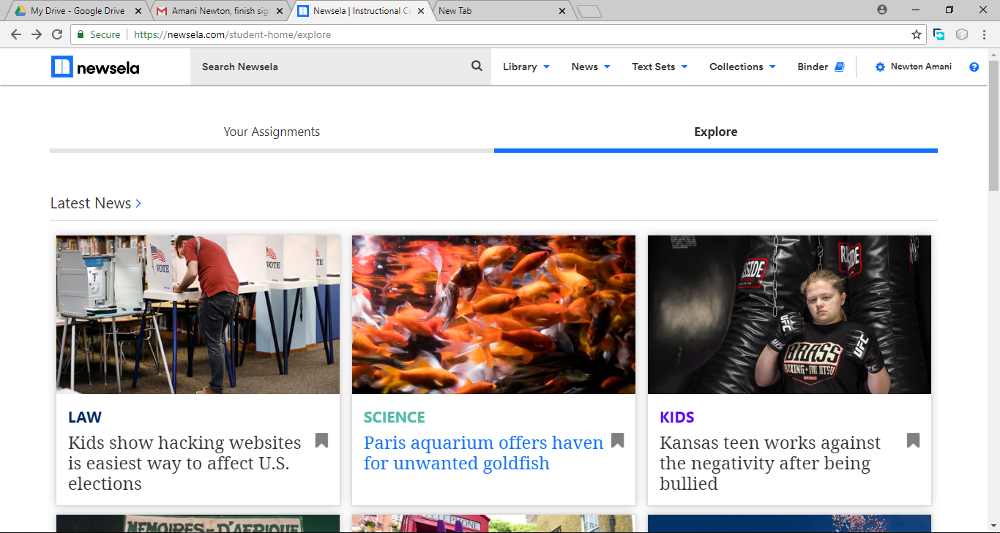 My Drive - Google Drive
Amani Newton, finish sig
Newsela | Instructional Co
New Tab
Secure
https://newsela.com/student-home/explore
newsela
Search Newsela
Library
News
Text Sets
Collections
Binder
Newton Amani
?
Your Assignments
Explore
Latest News >
VOTE
VOTE
TE
RINGSIDE
UFC
UFC
BRASS
BOXING + JIU JITSU
LAW
Kids show hacking websites
is easiest way to affect U.S.
elections
SCIENCE
Paris aquarium offers haven
for unwanted goldfish
KIDS
Kansas teen works against
the negativity after being
bullied
MEMOIRES-D'AFRIQUE
TELEPHONE